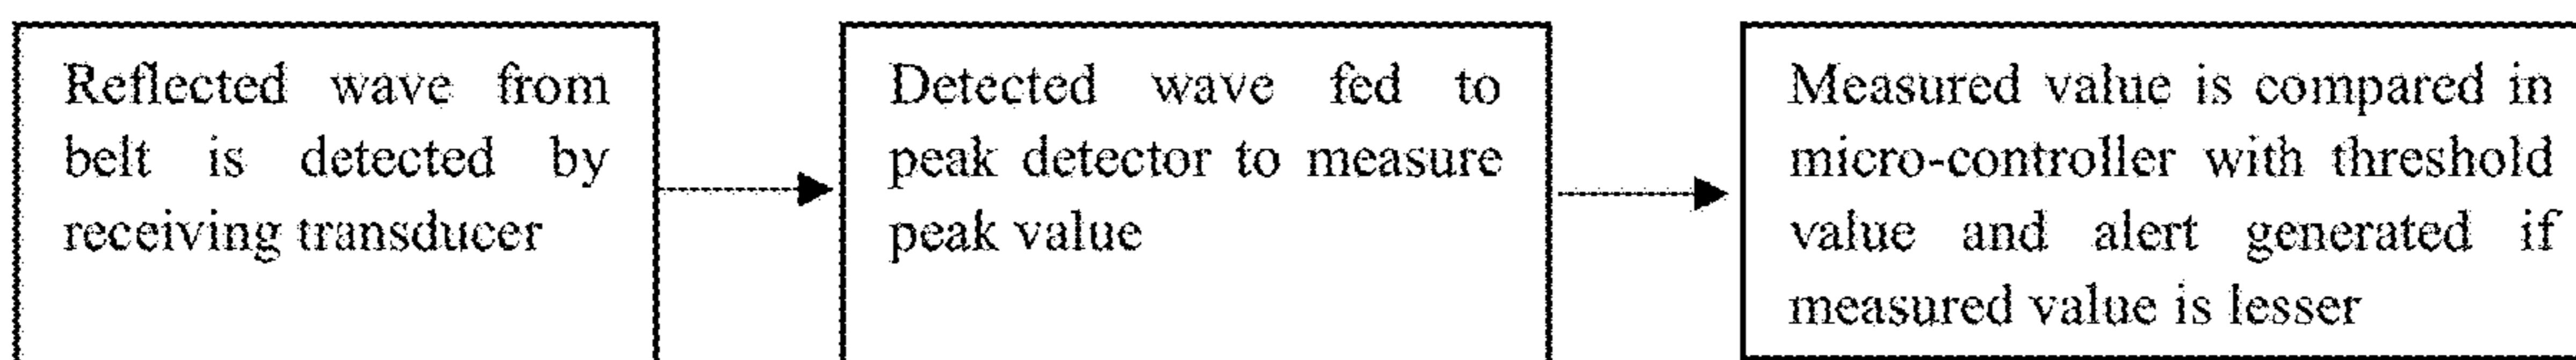 Reflected wave from
belt is detected by
receiving transducer
Detected wave fed to
peak detector to measure
peak value
Measured value is compared in
micro-controller with threshold
value and alert generated if
measured value is lesser